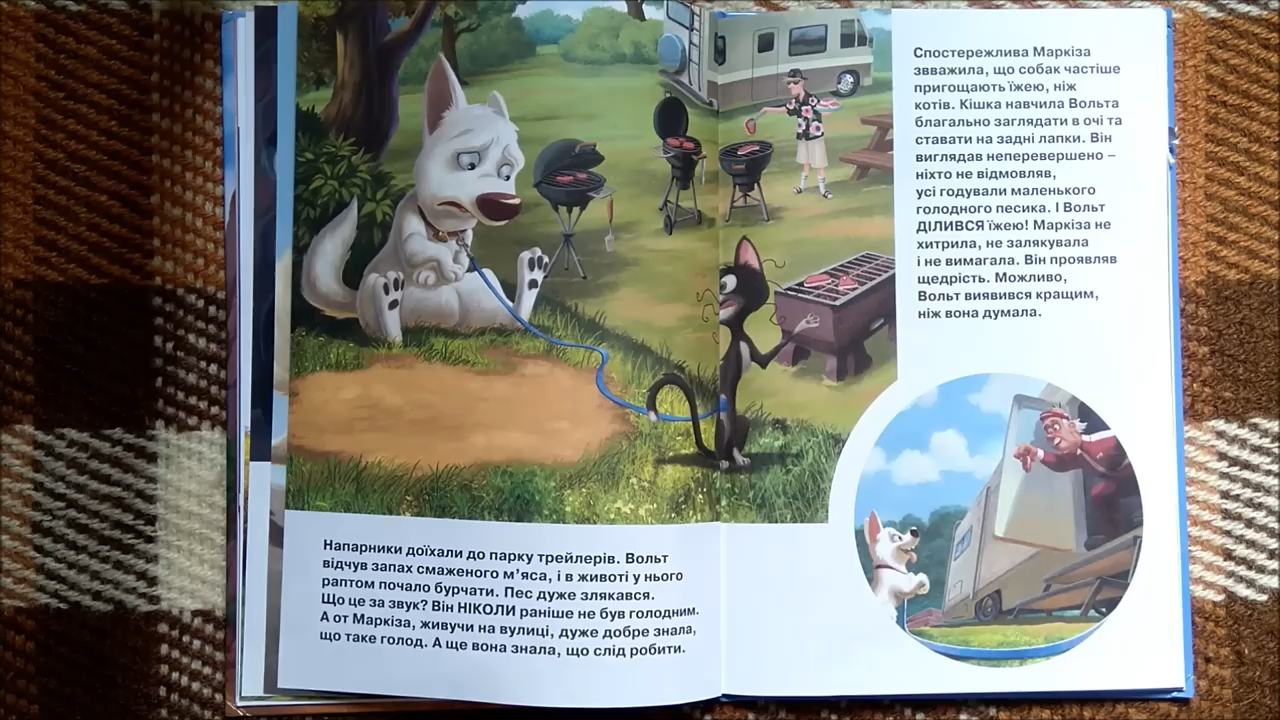 Напарники доїхали до парку трейлерів. Вольт
відчув запах смаженого м’яса, і в животі у нього
раптом почало бурчати. Пес дуже злякався.
Що це за звук? Він НІКОЛИ раніше не був голодним.
А от Маркіза, живучи на вулиці, дуже добре знала,
що таке голод. А ще вона знала, що слід робити.
Спостережлива Маркіза
звважила, що собак частіше
пригощають їжею, ніж
котів. Кішка навчила Вольта
благально заглядати в очі та
ставати на задні лапки. Він
виглядав неперевершено –
ніхто не відмовляв,
усі годували маленького
голодного песика. І Вольт
ДІЛИВСЯ їжею! Маркіза не
хитрила, не залякувала
і не вимагала. Він проявляв
щедрість. Можливо,
Вольт виявився кращим,
ніж вона думала.